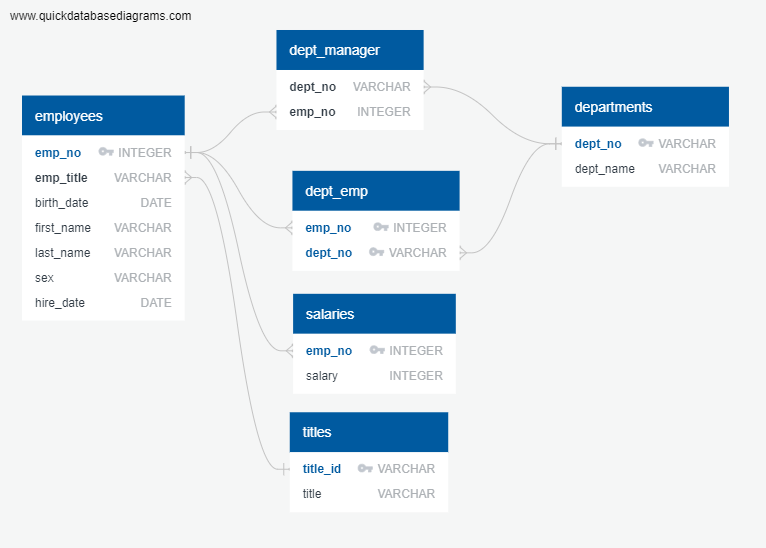 www.quickdatabasediagrams.com
employees
emp_no INTEGER
emp_title VARCHAR
birth_date DATE
first_name VARCHAR
last_name VARCHAR
sex VARCHAR
hire_date DATE
dept_manager
dept_no VARCHAR
emp_no INTEGER
dept_emp
emp_no INTEGER
dept_no VARCHAR
salaries
emp_no INTEGER
salary INTEGER
titles
title_id VARCHAR
title VARCHAR
departments
dept_no VARCHAR
dept_name VARCHAR